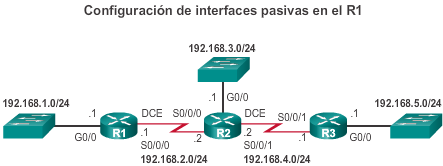 Configuración de interfaces pasivas en el R1
192.168.3.0/24
192.168.1.0/24
192.168.5.0/24
.1
G0/0
.1
G0/0
R1
DCE
.1
S0/0/0
192.168.2.0/24
S0/0/0
.2
R2
DCE
.1
S0/0/1
192.168.4.0/24
S0/0/1
.2
R3
.1
G0/0